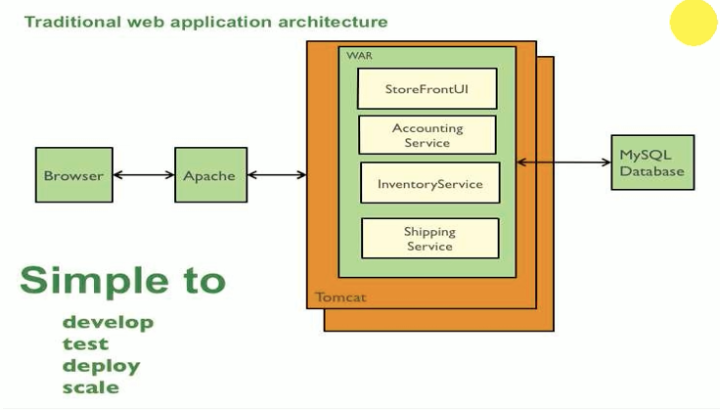 Traditional web application architecture
WAR
StoreFrontUI
Accounting
Service
InventoryService
Shipping
Service
Tomcat
Browser
Apache
MySQL
Database
Simple to
develop
test
deploy
scale